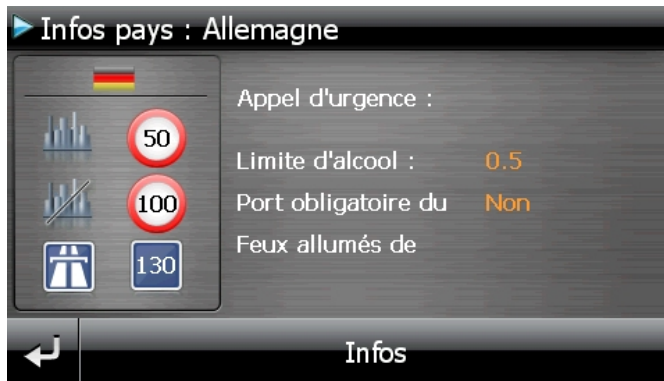 Infos pays : Allemagne
Appel d'urgence :
50
Limite d'alcool : 0.5
100
Port obligatoire du Non
Feux allumés de
130
Infos